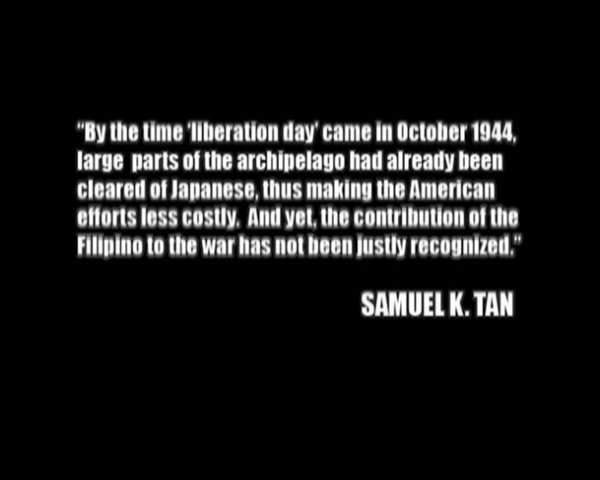 "By the time 'liberation day' came in October 1944,
large parts of the archipelago had already been
cleared of Japanese, thus making the American
efforts less costly. And yet, the contribution of the
Filipino to the war has not been justly recognized."
SAMUEL K. TAN